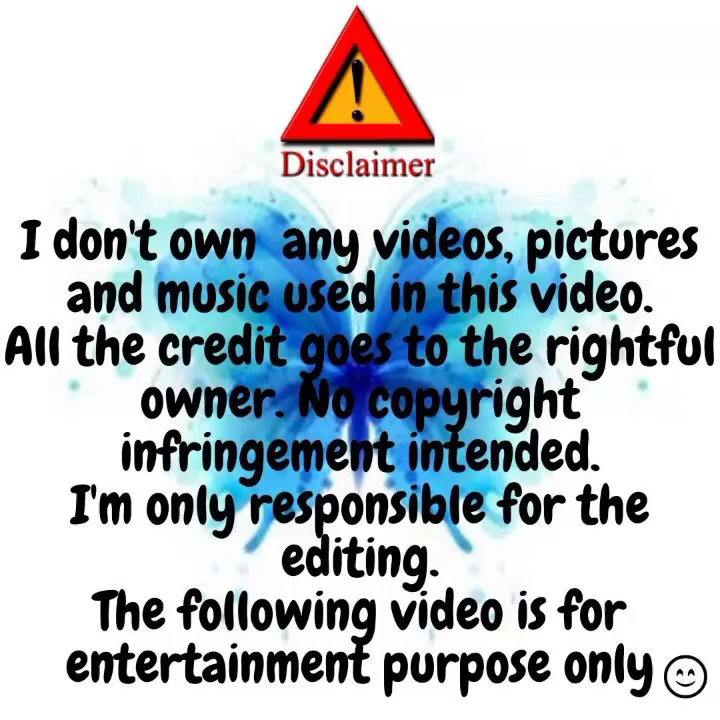 !
Disclaimer
I don't own any videos, pictures
and music used in this video.
All the credit goes to the rightful
owner. No copyright
infringement intended.
I'm only responsible for the
editing.
The following video is for
entertainment purpose only